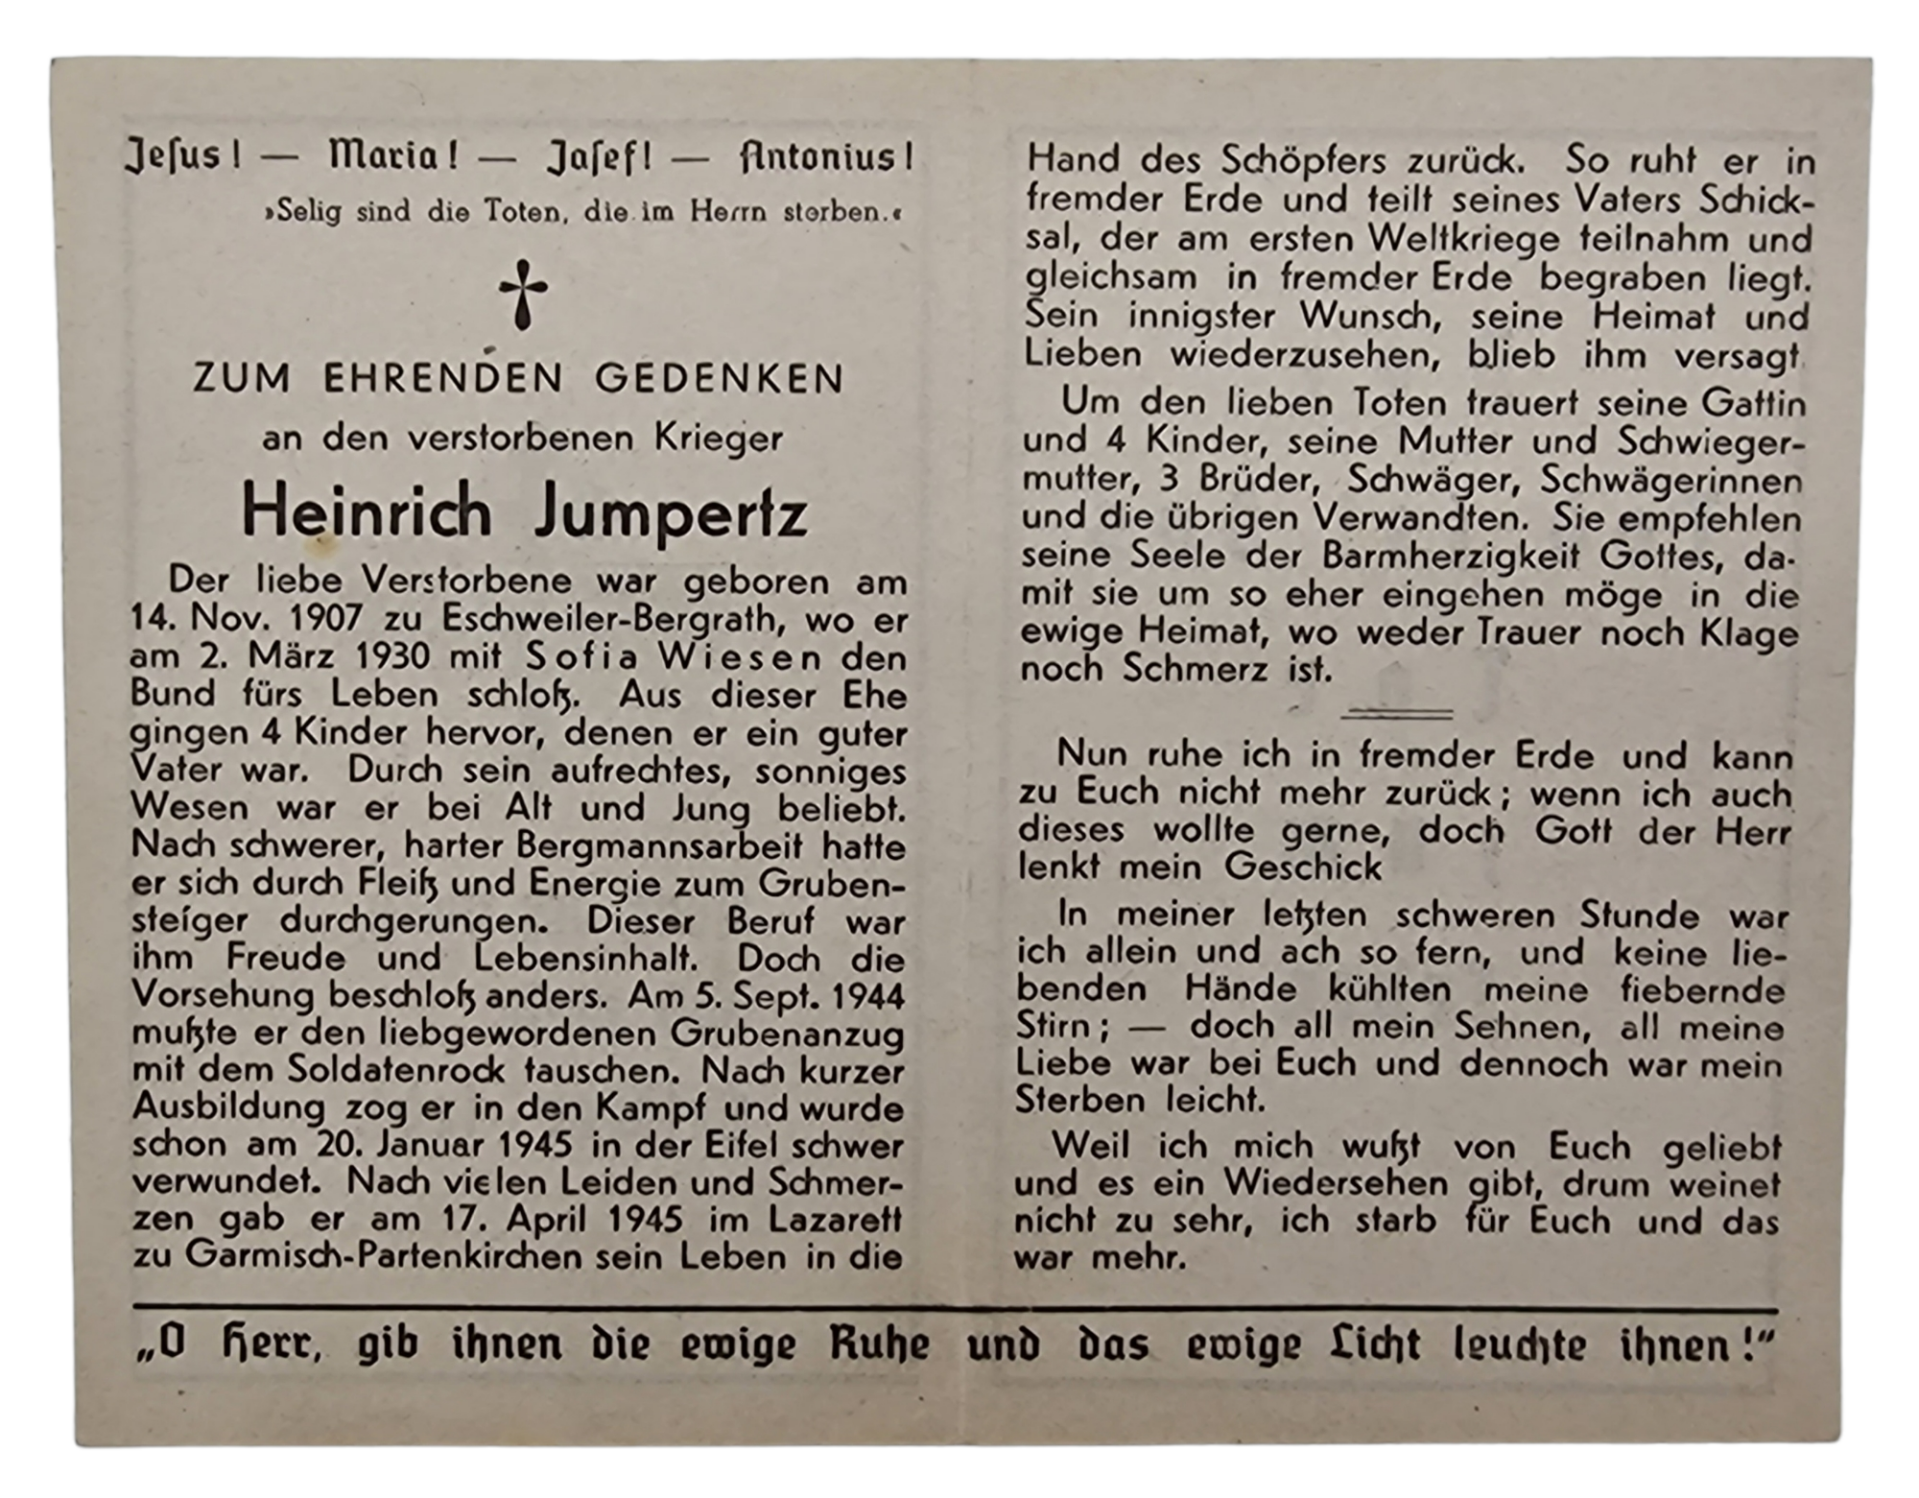 Jesus! — Maria! — Josef! — Antonius!
»Selig sind die Toten, die im Herrn sterben.«
ZUM EHRENDEN GEDENKEN
an den verstorbenen Krieger
Heinrich Jumpertz
Der liebe Verstorbene war geboren am
14. Nov. 1907 zu Eschweiler-Bergrath, wo er
am 2. März 1930 mit Sofia Wiesen den
Bund fürs Leben schloß. Aus dieser Ehe
gingen 4 Kinder hervor, denen er ein guter
Vater war. Durch sein aufrechtes, sonniges
Wesen war er bei Alt und Jung beliebt.
Nach schwerer, harter Bergmannsarbeit hatte
er sich durch Fleiß und Energie zum Gruben-
steiger durchgerungen. Dieser Beruf war
ihm Freude und Lebensinhalt. Doch die
Vorsehung beschloß anders. Am 5. Sept. 1944
mußte er den liebgewordenen Grubenanzug
mit dem Soldatenrock tauschen. Nach kurzer
Ausbildung zog er in den Kampf und wurde
schon am 20. Januar 1945 in der Eifel schwer
verwundet. Nach vielen Leiden und Schmer-
zen gab er am 17. April 1945 im Lazarett
zu Garmisch-Partenkirchen sein Leben in die
Hand des Schöpfers zurück. So ruht er in
fremder Erde und teilt seines Vaters Schick-
sal, der am ersten Weltkriege teilnahm und
gleichsam in fremder Erde begraben liegt.
Sein innigster Wunsch, seine Heimat und
Lieben wiederzusehen, blieb ihm versagt.
Um den lieben Toten trauert seine Gattin
und 4 Kinder, seine Mutter und Schwieger-
mutter, 3 Brüder, Schwäger, Schwägerinnen
und die übrigen Verwandten. Sie empfehlen
seine Seele der Barmherzigkeit Gottes, da-
mit sie um so eher eingehen möge in die
ewige Heimat, wo weder Trauer noch Klage
noch Schmerz ist.
Nun ruhe ich in fremder Erde und kann
zu Euch nicht mehr zurück; wenn ich auch
dieses wollte gerne, doch Gott der Herr
lenkt mein Geschick
In meiner letzten schweren Stunde war
ich allein und ach so fern, und keine lie-
benden Hände kühlten meine fiebernde
Stirn; — doch all mein Sehnen, all meine
Liebe war bei Euch und dennoch war mein
Sterben leicht.
Weil ich mich wußt von Euch geliebt
und es ein Wiedersehen gibt, drum weinet
nicht zu sehr, ich starb für Euch und das
war mehr.
„O Herr, gib ihnen die ewige Ruhe und das ewige Licht leuchte ihnen!“